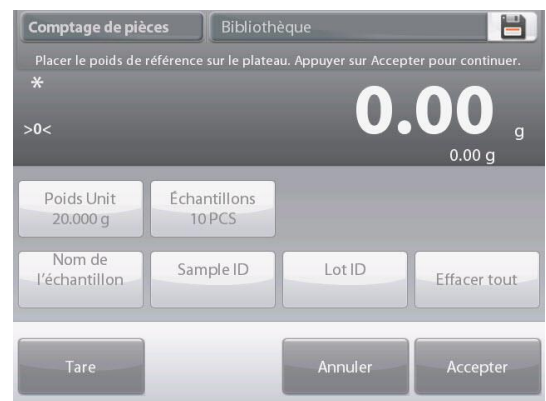 Comptage de pièces
Bibliothèque
Placer le poids de référence sur le plateau. Appuyer sur Accepter pour continuer.
*
>0<
0.00 g
0.00 g
Poids Unit
20.000 g
Échantillons
10 PCS
Nom de
l'échantillon
Sample ID
Lot ID
Effacer tout
Tare
Annuler
Accepter